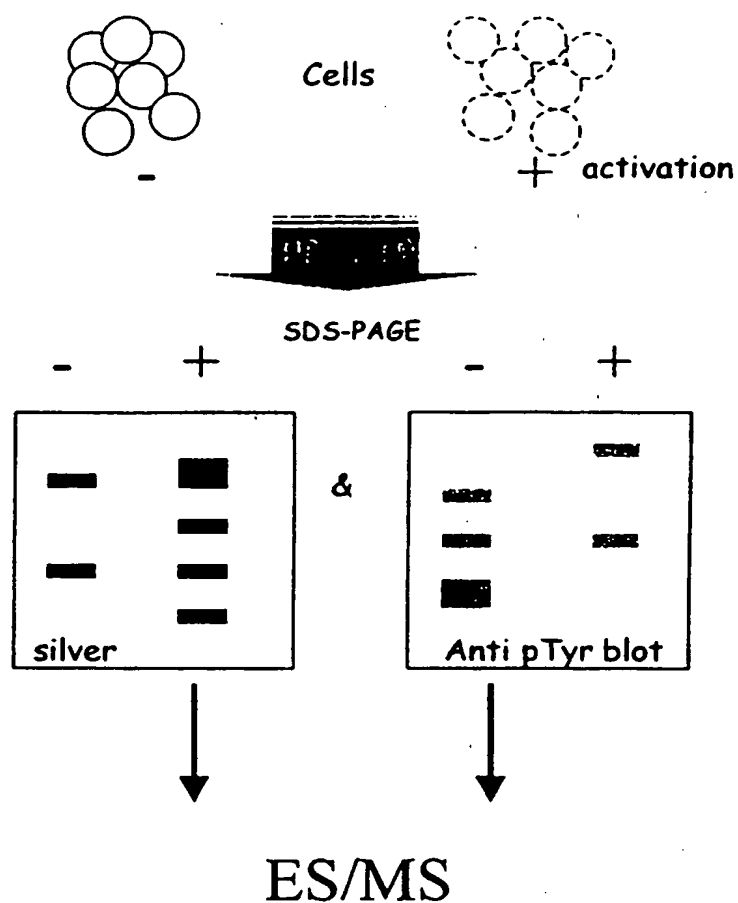 Cells
- + activation
SDS-PAGE
- + - +
&
silver Anti pTyr blot
ES/MS